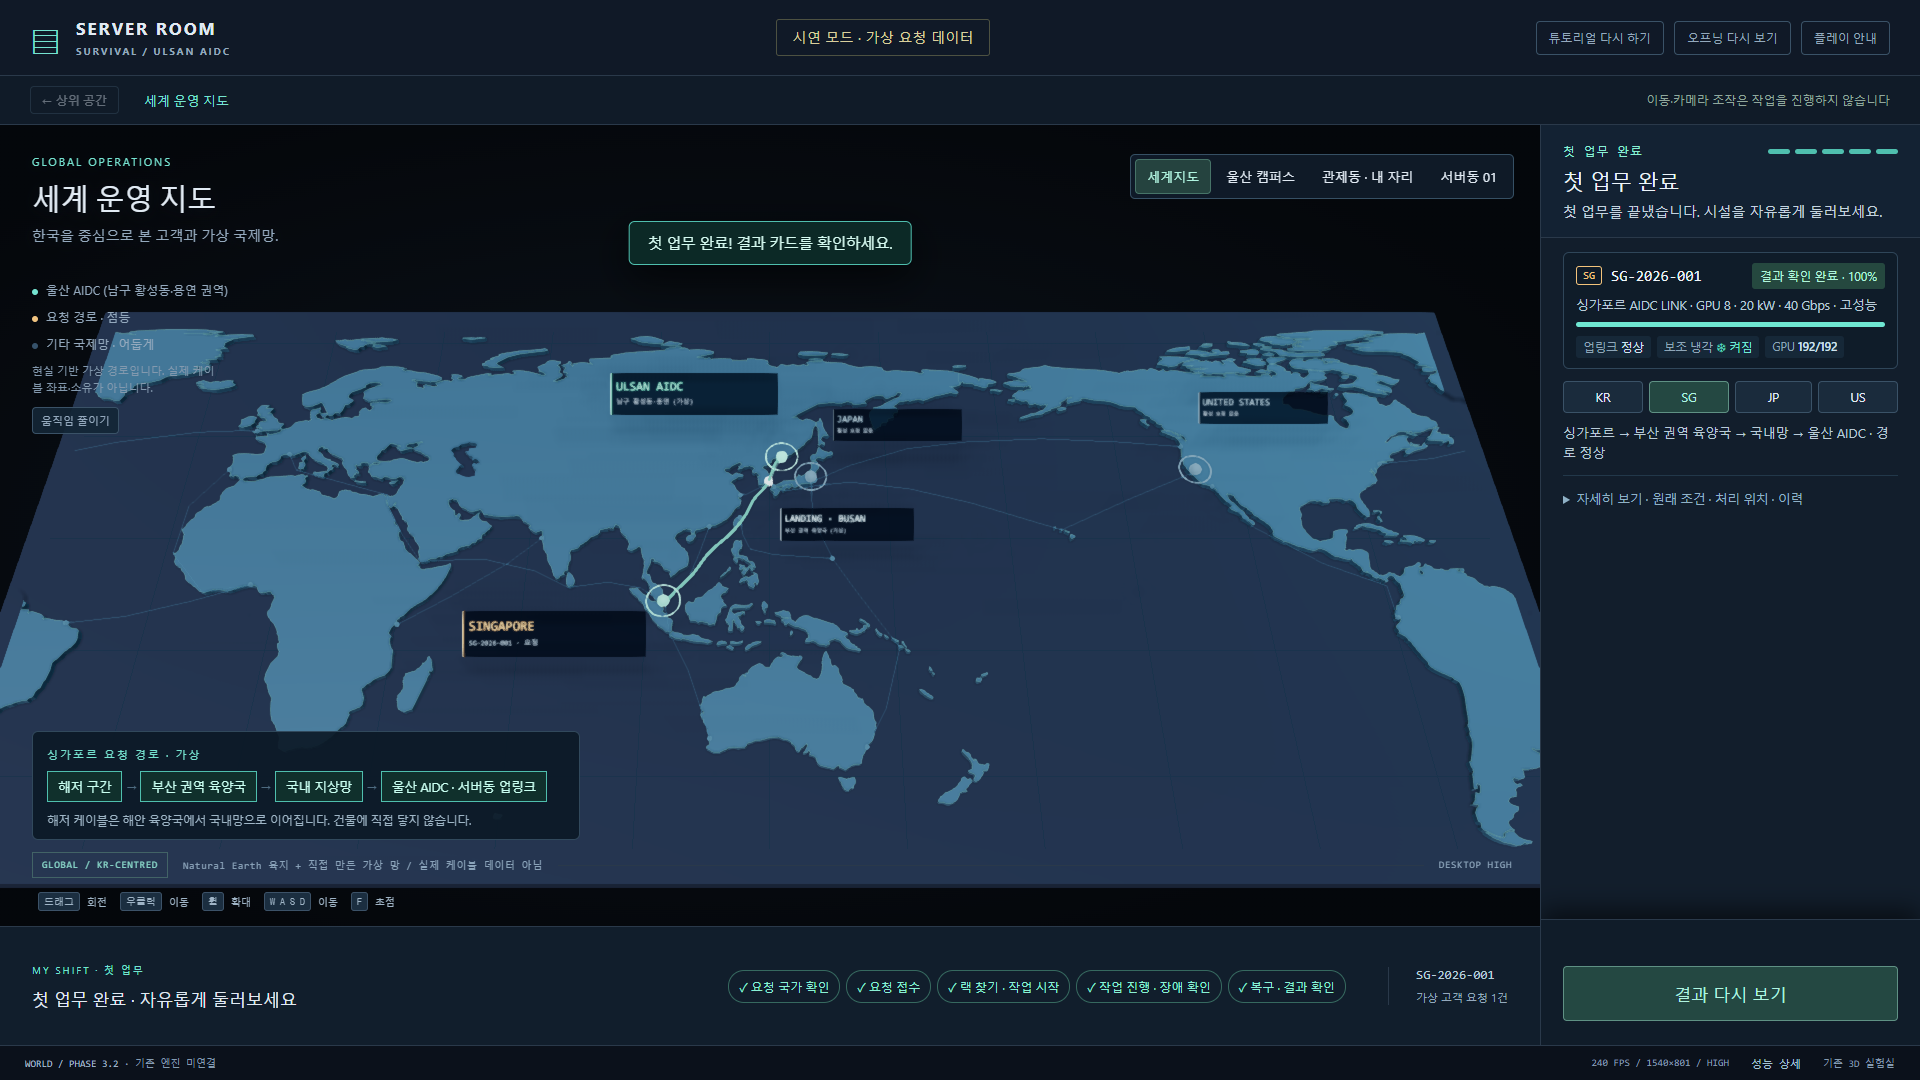 SERVER ROOM
SURVIVAL / ULSAN AIDC
시연 모드 · 가상 요청 데이터
튜토리얼 다시 하기
오프닝 다시 보기
플레이 안내
← 상위 공간
세계 운영 지도
이동·카메라 조작은 작업을 진행하지 않습니다
GLOBAL OPERATIONS
세계 운영 지도
한국을 중심으로 본 고객과 가상 국제망.
세계지도
울산 캠퍼스
관제동 · 내 자리
서버동 01
첫 업무 완료! 결과 카드를 확인하세요.
울산 AIDC (남구 황성동·용연 권역)
요청 경로 · 점등
기타 국제망 · 어둡게
현실 기반 가상 경로입니다. 실제 케이
블 좌표·소유가 아닙니다.
움직임 줄이기
ULSAN AIDC
남구 황성동·용연 (가상)
JAPAN
UNITED STATES
LANDING · BUSAN
부산 권역 육양국 (가상)
SINGAPORE
SG-2026-001 · 요청
싱가포르 요청 경로 · 가상
해저 구간 → 부산 권역 육양국 → 국내 지상망 → 울산 AIDC · 서버동 업링크
해저 케이블은 해안 육양국에서 국내망으로 이어집니다. 건물에 직접 닿지 않습니다.
GLOBAL / KR-CENTRED
Natural Earth 육지 + 직접 만든 가상 망 / 실제 케이블 데이터 아님
DESKTOP HIGH
드래그 회전 우클릭 이동 휠 확대 W A S D 이동 F 초점
첫 업무 완료
첫 업무 완료
첫 업무를 끝냈습니다. 시설을 자유롭게 둘러보세요.
SG SG-2026-001 결과 확인 완료 · 100%
싱가포르 AIDC LINK · GPU 8 · 20 kW · 40 Gbps · 고성능
업링크 정상 보조 냉각 ❄ 켜짐 GPU 192/192
KR SG JP US
싱가포르 → 부산 권역 육양국 → 국내망 → 울산 AIDC · 경
로 정상
▶ 자세히 보기 · 원래 조건 · 처리 위치 · 이력
MY SHIFT · 첫 업무
첫 업무 완료 · 자유롭게 둘러보세요
✓ 요청 국가 확인
✓ 요청 접수
✓ 랙 찾기 · 작업 시작
✓ 작업 진행 · 장애 확인
✓ 복구 · 결과 확인
SG-2026-001
가상 고객 요청 1건
결과 다시 보기
WORLD / PHASE 3.2 · 기존 엔진 미연결
240 FPS / 1540×801 / HIGH
성능 상세
기존 3D 실험실